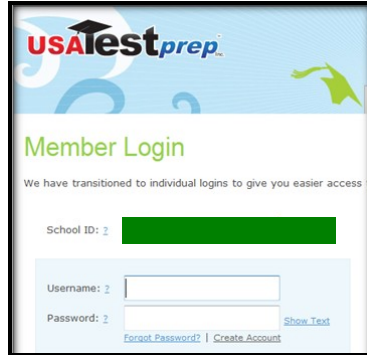 USATestprep, Inc.
Member Login
We have transitioned to individual logins to give you easier access
School ID: ?
Username: ?
Password: ? Show Text
Forgot Password? | Create Account